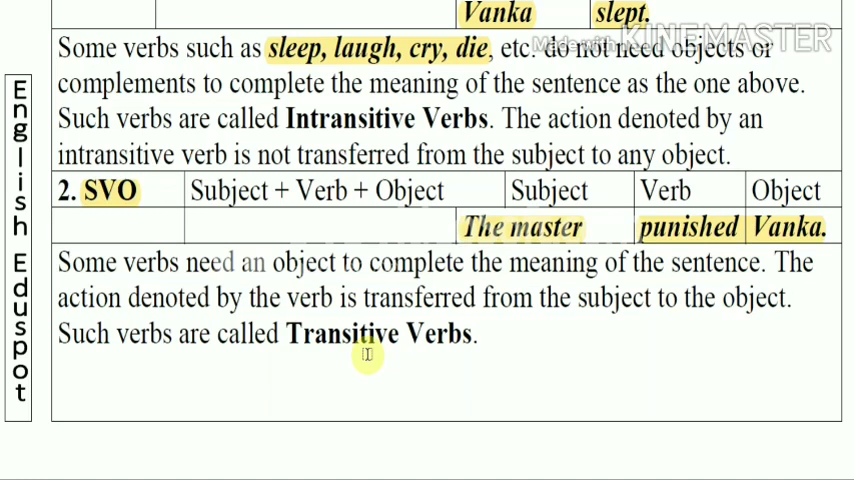 Vanka slept.
Made with KINEMASTER
Some verbs such as sleep, laugh, cry, die, etc. do not need objects or
complements to complete the meaning of the sentence as the one above.
Such verbs are called Intransitive Verbs. The action denoted by an
intransitive verb is not transferred from the subject to any object.
2. SVO Subject + Verb + Object Subject Verb Object
The master punished Vanka.
Some verbs need an object to complete the meaning of the sentence. The
action denoted by the verb is transferred from the subject to the object.
Such verbs are called Transitive Verbs.
English Eduspot